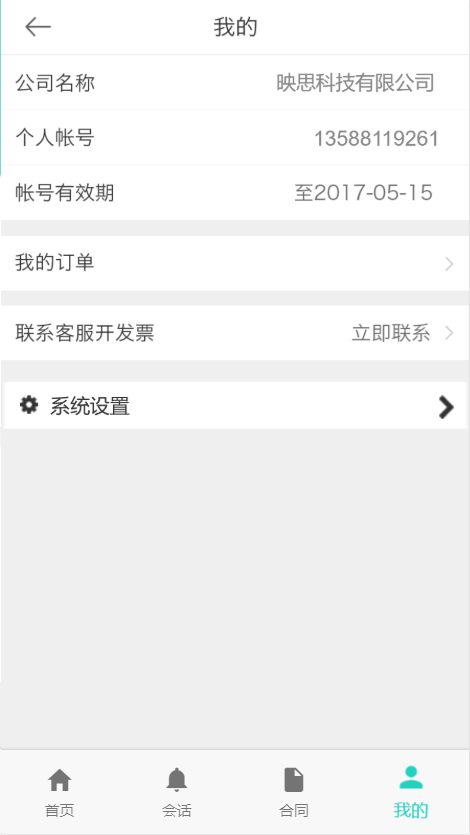 我的
公司名称 映思科技有限公司
个人帐号 13588119261
帐号有效期 至2017-05-15
我的订单
联系客服开发票 立即联系
系统设置
首页 会话 合同 我的